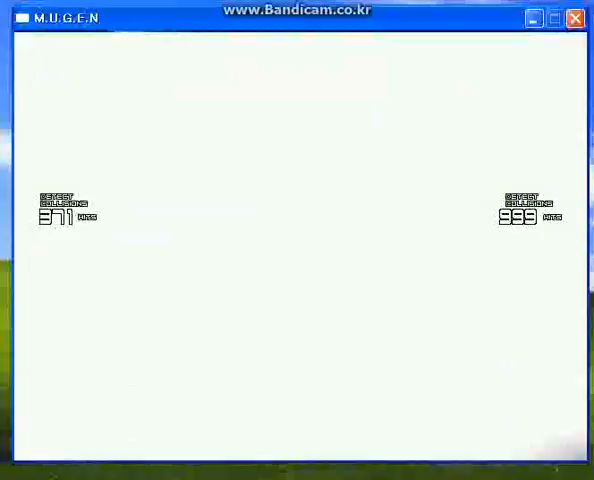 www.Bandicam.co.kr
M.U.G.E.N
DETECT
COLLISIONS
371 HITS
DETECT
COLLISIONS
999 HITS